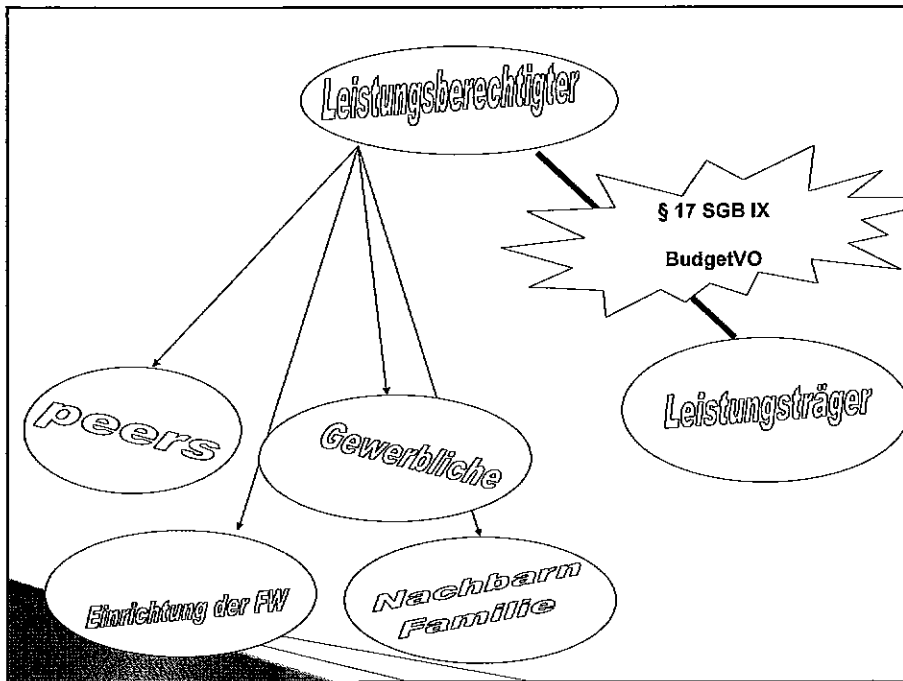 Leistungsberechtigter
§ 17 SGB IX
BudgetVO
peers
Gewerbliche
Leistungsträger
Einrichtung der FW
Nachbarn
Familie